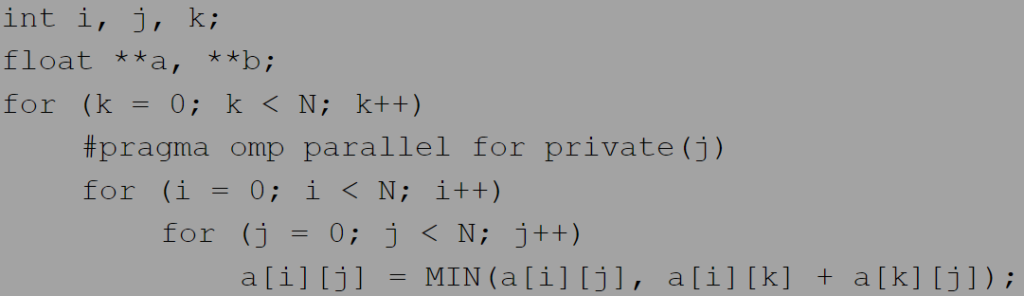 int i, j, k;
float **a, **b;
for (k = 0; k < N; k++)
#pragma omp parallel for private(j)
for (i = 0; i < N; i++)
for (j = 0; j < N; j++)
a[i][j] = MIN(a[i][j], a[i][k] + a[k][j]);